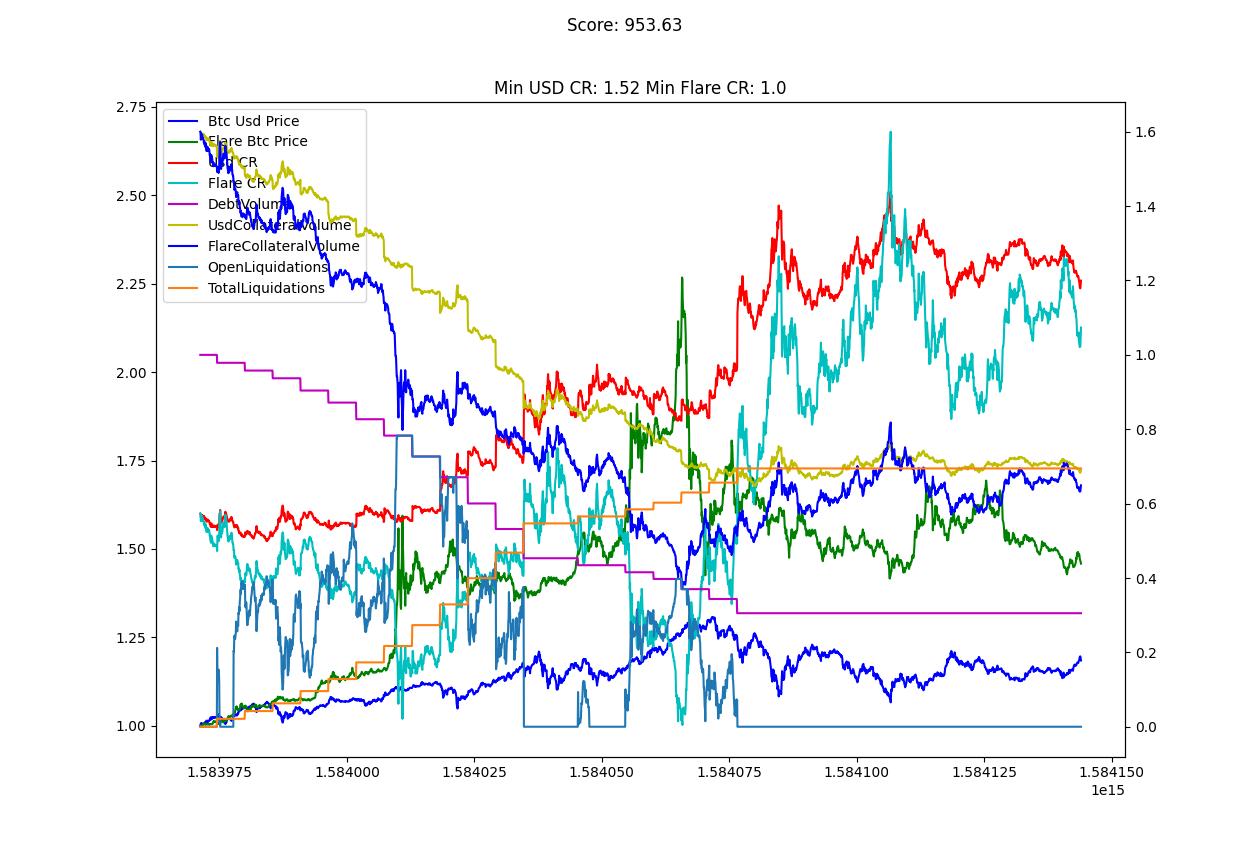 Score: 953.63
Min USD CR: 1.52 Min Flare CR: 1.0
Btc Usd Price
Flare Btc Price
Usd CR
Flare CR
DebtVolume
UsdCollateralVolume
FlareCollateralVolume
OpenLiquidations
TotalLiquidations
2.75
2.50
2.25
2.00
1.75
1.50
1.25
1.00
1.6
1.4
1.2
1.0
0.8
0.6
0.4
0.2
0.0
1.583975
1.584000
1.584025
1.584050
1.584075
1.584100
1.584125
1.584150
1e15